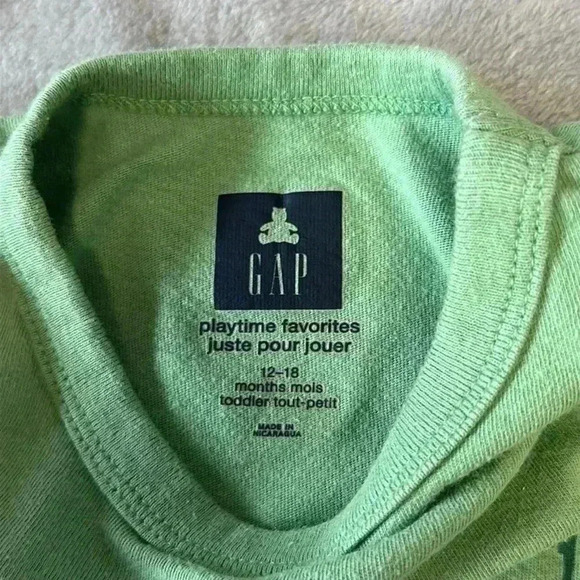 GAP
playtime favorites
juste pour jouer
12–18
months mois
toddler tout-petit
MADE IN
NICARAGUA